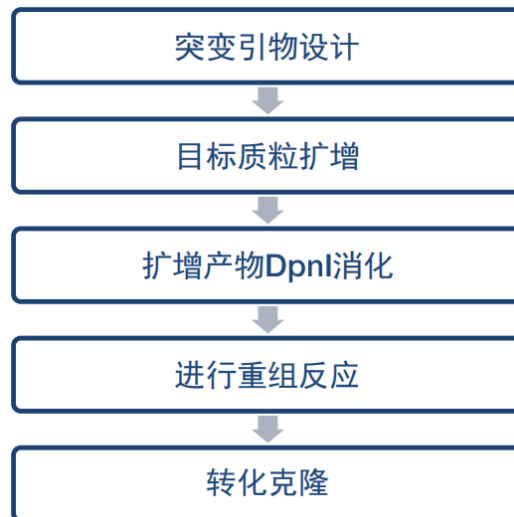 突变引物设计
目标质粒扩增
扩增产物DpnI消化
进行重组反应
转化克隆